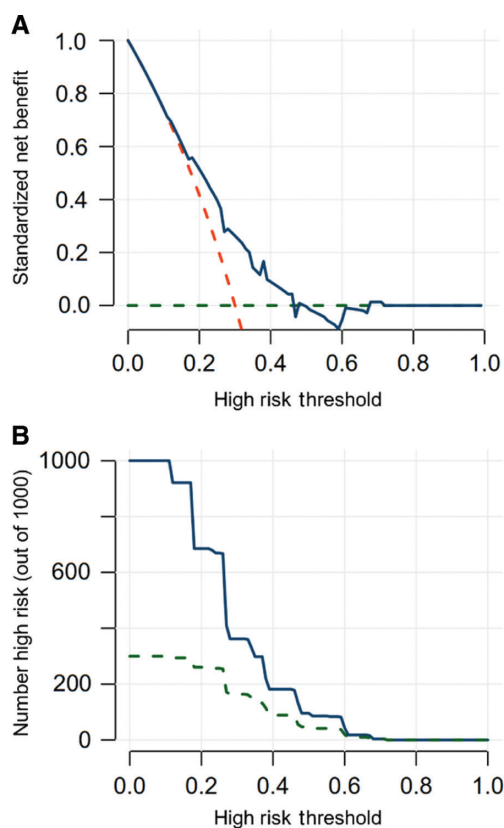 A
Standardized net benefit
1.0
0.8
0.6
0.4
0.2
0.0
0.0 0.2 0.4 0.6 0.8 1.0
High risk threshold
B
Number high risk (out of 1000)
1000
600
200
0
0.0 0.2 0.4 0.6 0.8 1.0
High risk threshold